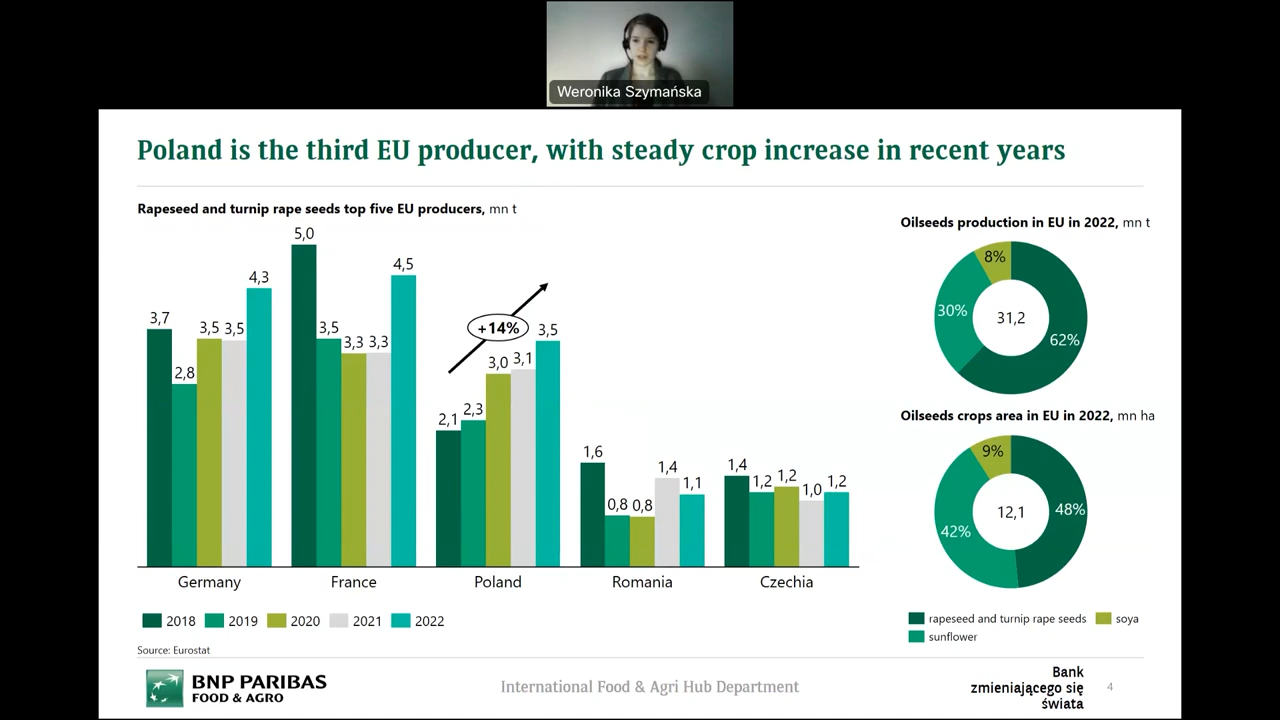 Weronika Szymańska
Poland is the third EU producer, with steady crop increase in recent years
Rapeseed and turnip rape seeds top five EU producers, mn t
3,7
2,8
3,5
3,5
4,3
5,0
3,5
3,3
3,3
4,5
+14%
2,1
2,3
3,0
3,1
3,5
1,6
0,8
0,8
1,4
1,1
1,4
1,2
1,2
1,0
1,2
Germany
France
Poland
Romania
Czechia
2018
2019
2020
2021
2022
Source: Eurostat
Oilseeds production in EU in 2022, mn t
8%
30%
31,2
62%
Oilseeds crops area in EU in 2022, mn ha
9%
48%
12,1
42%
rapeseed and turnip rape seeds
soya
sunflower
BNP PARIBAS
FOOD & AGRO
International Food & Agri Hub Department
Bank
zmieniającego się
świata
4